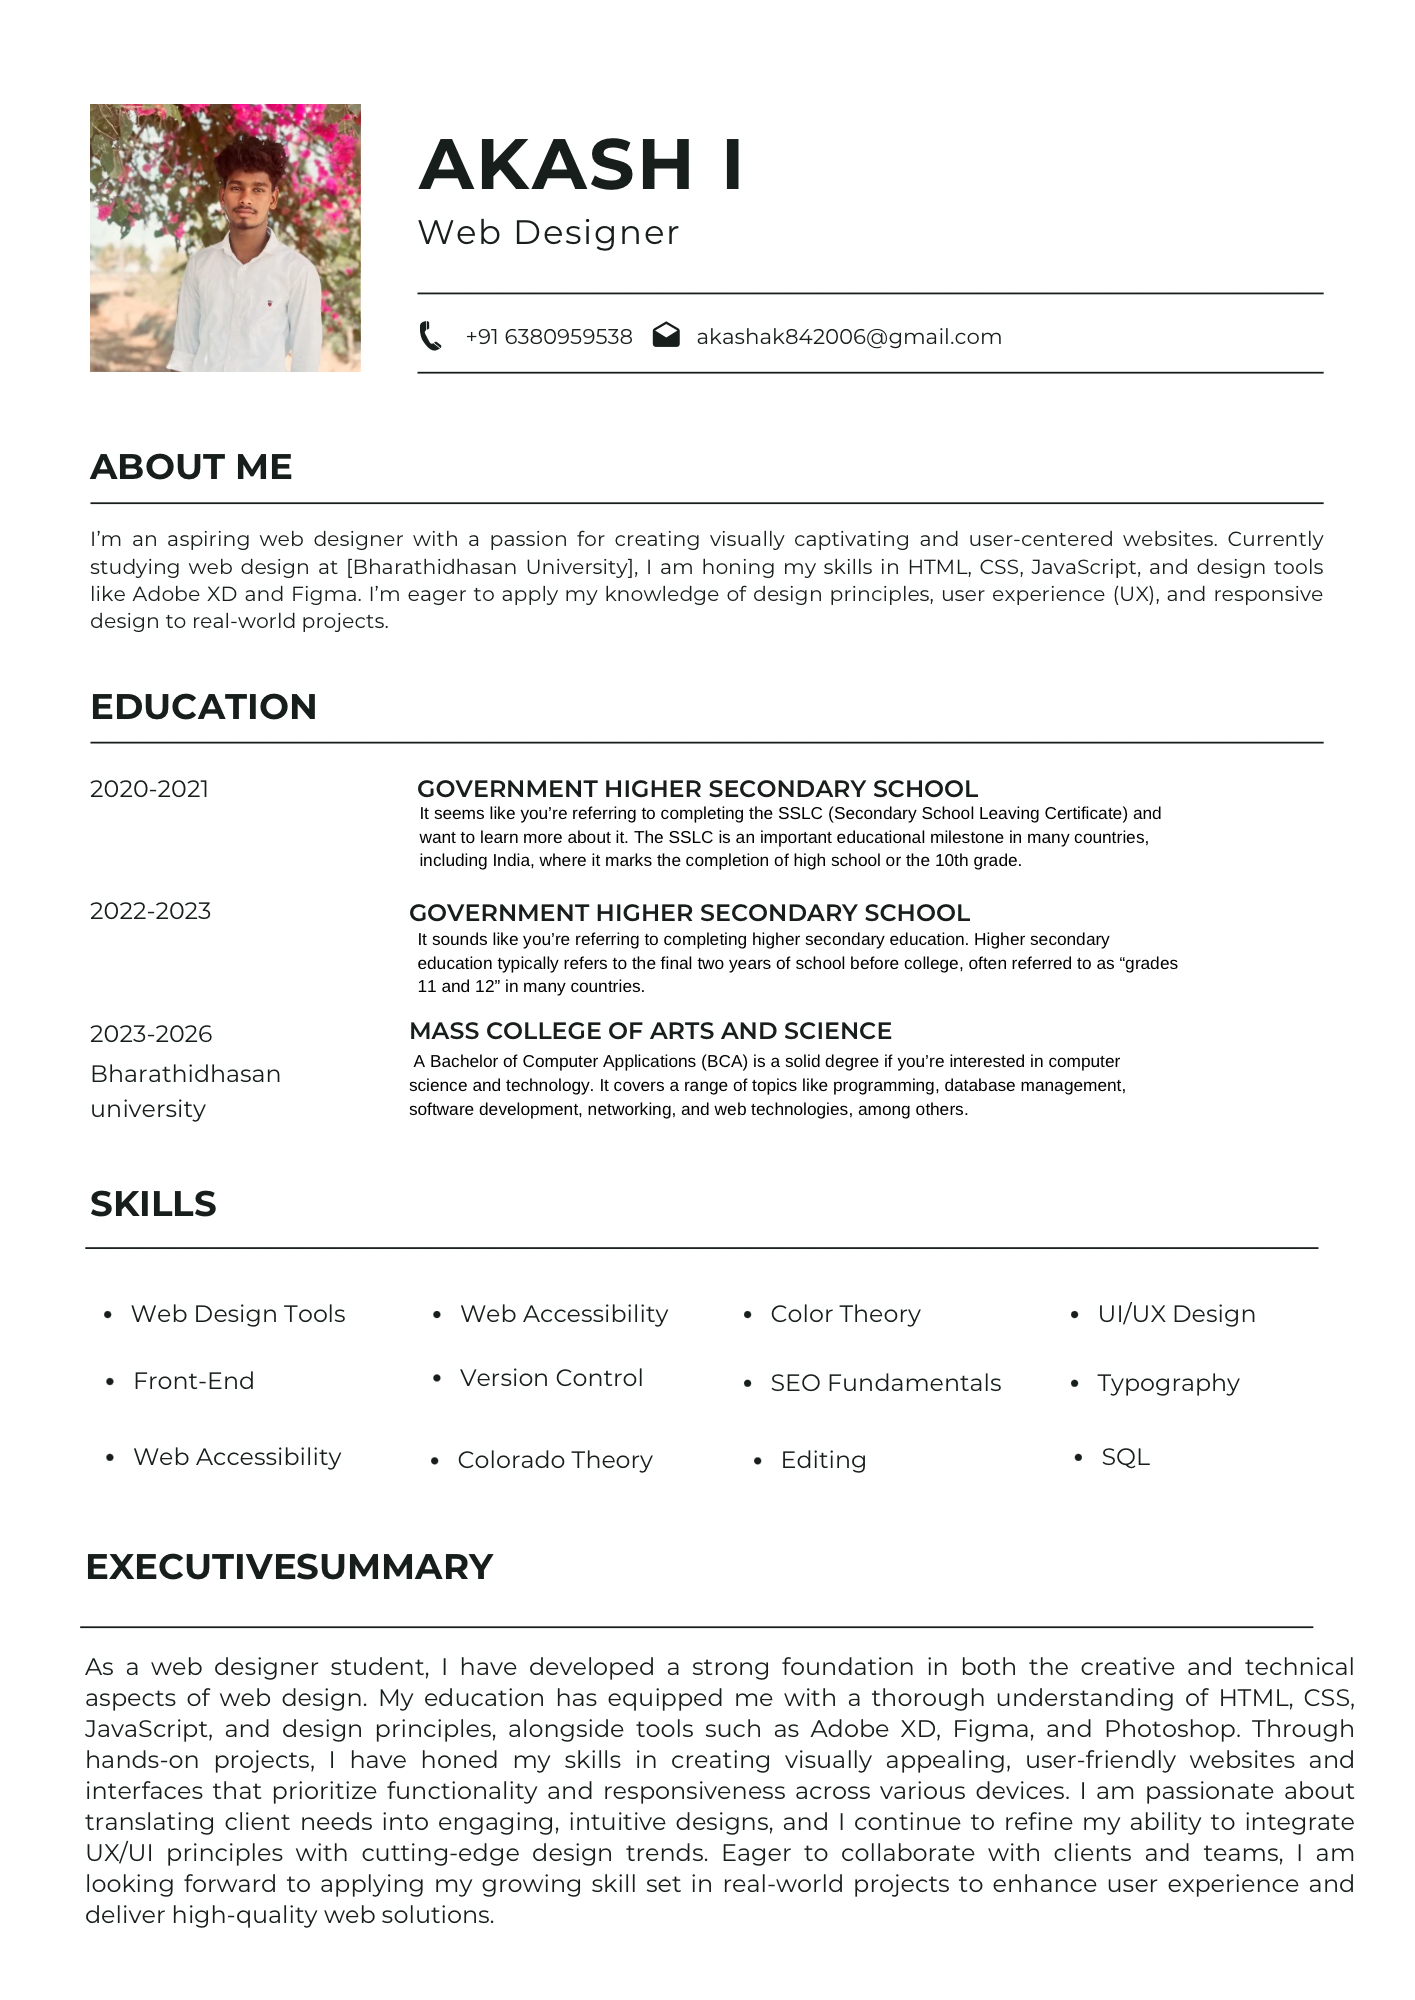 AKASH I
Web Designer
+91 6380959538 akashak842006@gmail.com
ABOUT ME
I’m an aspiring web designer with a passion for creating visually captivating and user-centered websites. Currently
studying web design at [Bharathidhasan University], I am honing my skills in HTML, CSS, JavaScript, and design tools
like Adobe XD and Figma. I’m eager to apply my knowledge of design principles, user experience (UX), and responsive
design to real-world projects.
EDUCATION
2020-2021
GOVERNMENT HIGHER SECONDARY SCHOOL
It seems like you’re referring to completing the SSLC (Secondary School Leaving Certificate) and
want to learn more about it. The SSLC is an important educational milestone in many countries,
including India, where it marks the completion of high school or the 10th grade.
2022-2023
GOVERNMENT HIGHER SECONDARY SCHOOL
It sounds like you’re referring to completing higher secondary education. Higher secondary
education typically refers to the final two years of school before college, often referred to as “grades
11 and 12” in many countries.
2023-2026
Bharathidhasan
university
MASS COLLEGE OF ARTS AND SCIENCE
A Bachelor of Computer Applications (BCA) is a solid degree if you’re interested in computer
science and technology. It covers a range of topics like programming, database management,
software development, networking, and web technologies, among others.
SKILLS
• Web Design Tools • Web Accessibility • Color Theory • UI/UX Design
• Front-End • Version Control • SEO Fundamentals • Typography
• Web Accessibility • Colorado Theory • Editing • SQL
EXECUTIVESUMMARY
As a web designer student, I have developed a strong foundation in both the creative and technical
aspects of web design. My education has equipped me with a thorough understanding of HTML, CSS,
JavaScript, and design principles, alongside tools such as Adobe XD, Figma, and Photoshop. Through
hands-on projects, I have honed my skills in creating visually appealing, user-friendly websites and
interfaces that prioritize functionality and responsiveness across various devices. I am passionate about
translating client needs into engaging, intuitive designs, and I continue to refine my ability to integrate
UX/UI principles with cutting-edge design trends. Eager to collaborate with clients and teams, I am
looking forward to applying my growing skill set in real-world projects to enhance user experience and
deliver high-quality web solutions.